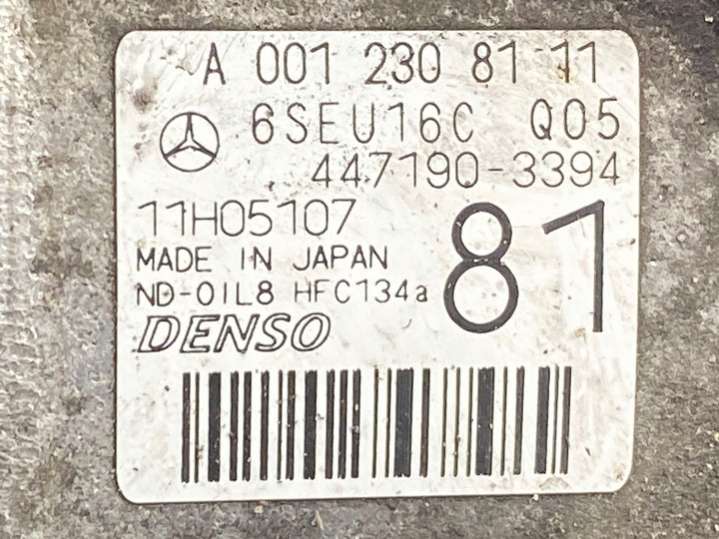 A 001 230 81 11
6SEU16C Q05
447190-3394
11H05107
81
MADE IN JAPAN
ND-OIL8 HFC134a
DENSO